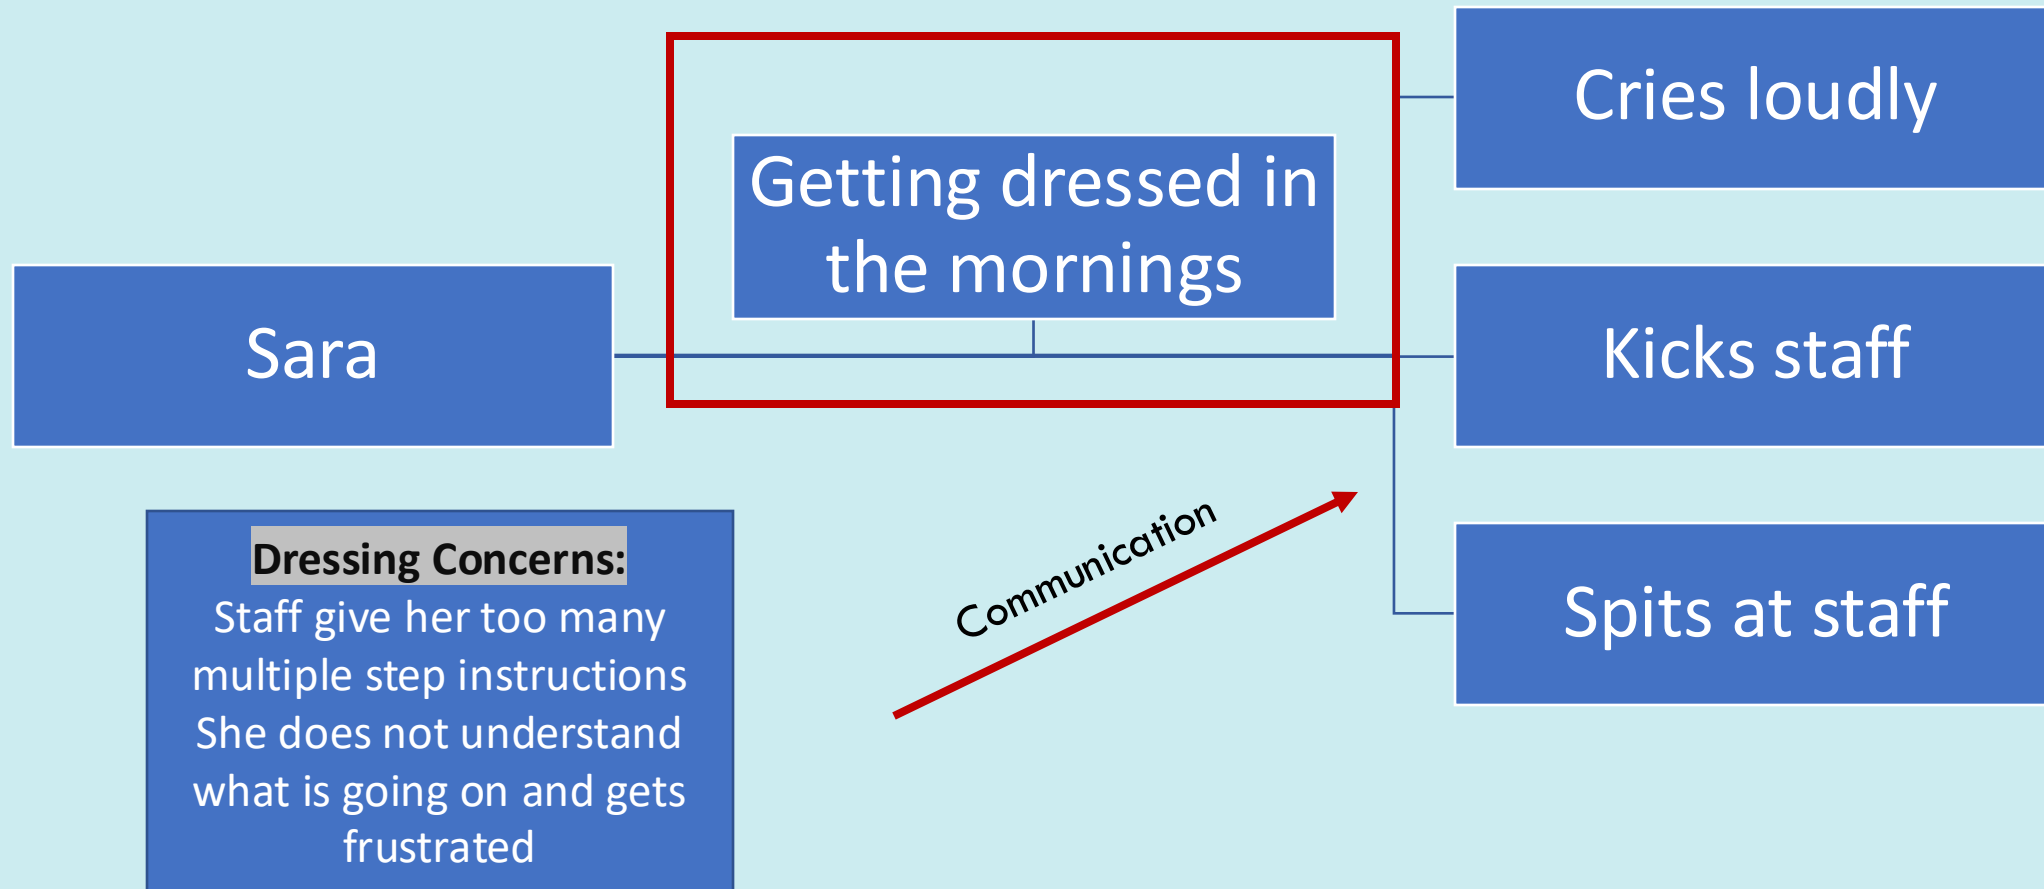 Sara
Getting dressed in
the mornings
Cries loudly
Kicks staff
Spits at staff
Communication
Dressing Concerns:
Staff give her too many
multiple step instructions
She does not understand
what is going on and gets
frustrated